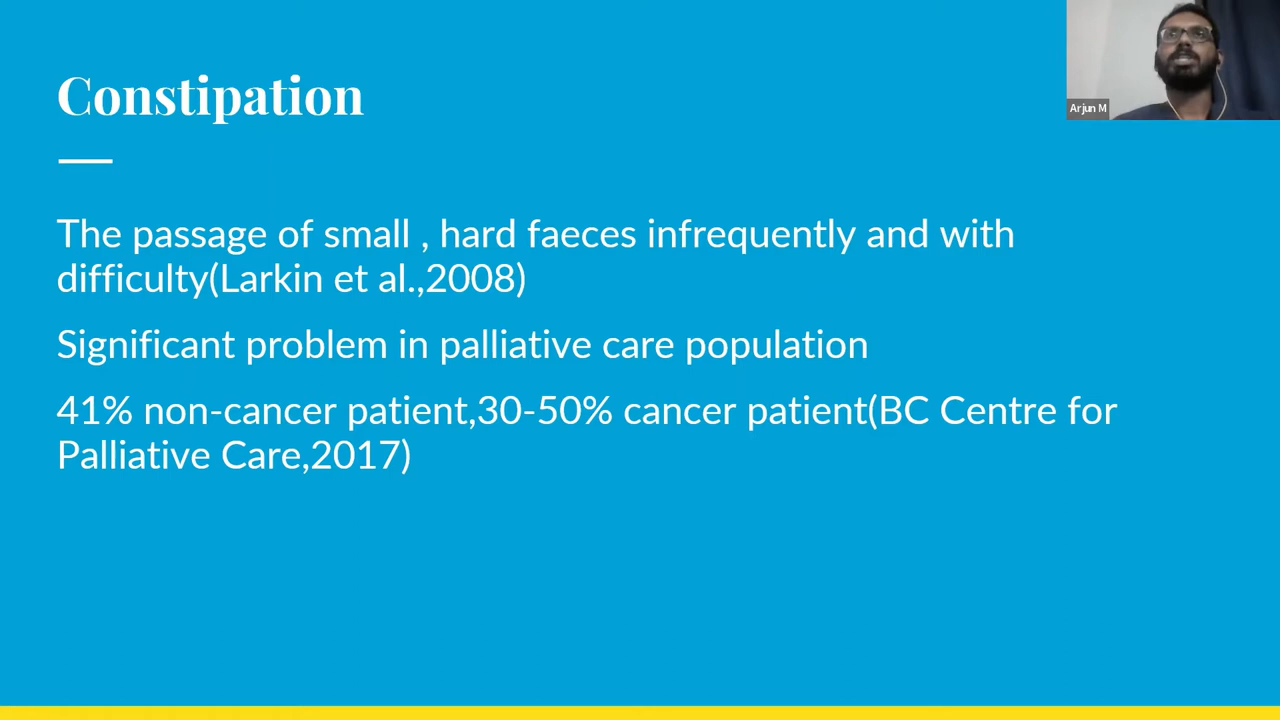 Constipation
Arjun M
The passage of small , hard faeces infrequently and with
difficulty(Larkin et al.,2008)
Significant problem in palliative care population
41% non-cancer patient,30-50% cancer patient(BC Centre for
Palliative Care,2017)